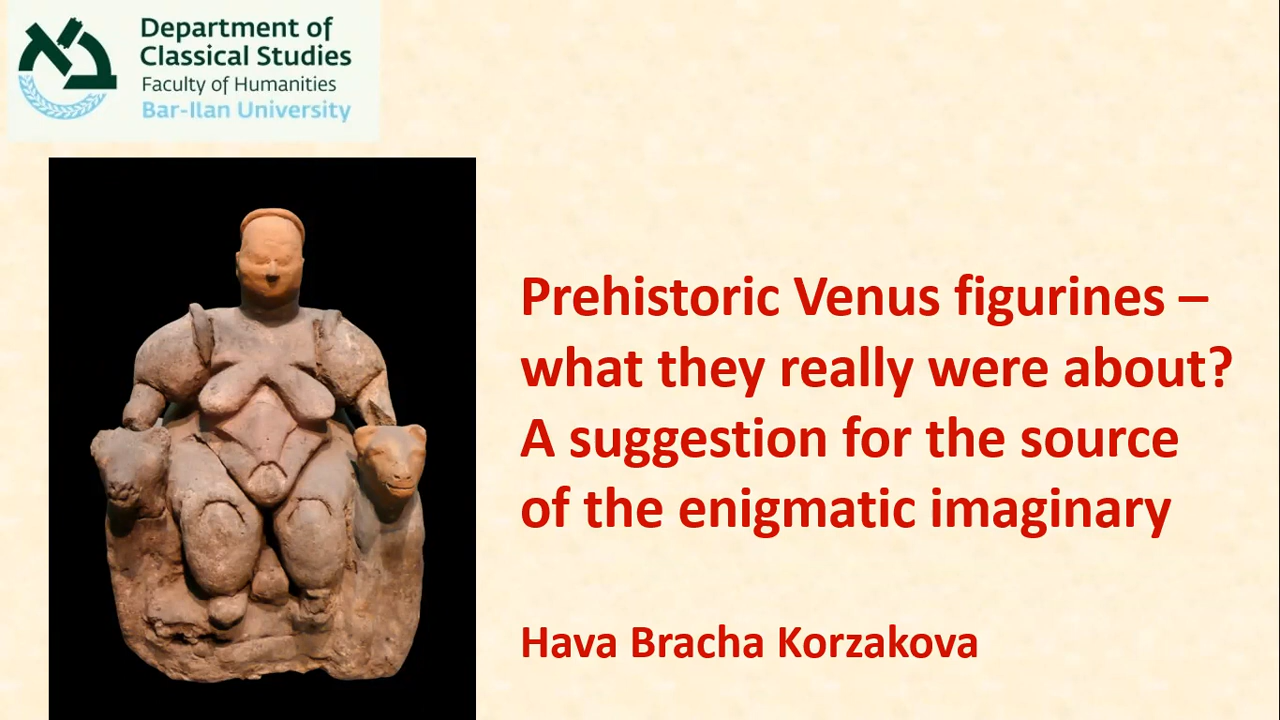 Department of
Classical Studies
Faculty of Humanities
Bar-Ilan University
Prehistoric Venus figurines –
what they really were about?
A suggestion for the source
of the enigmatic imaginary
Hava Bracha Korzakova